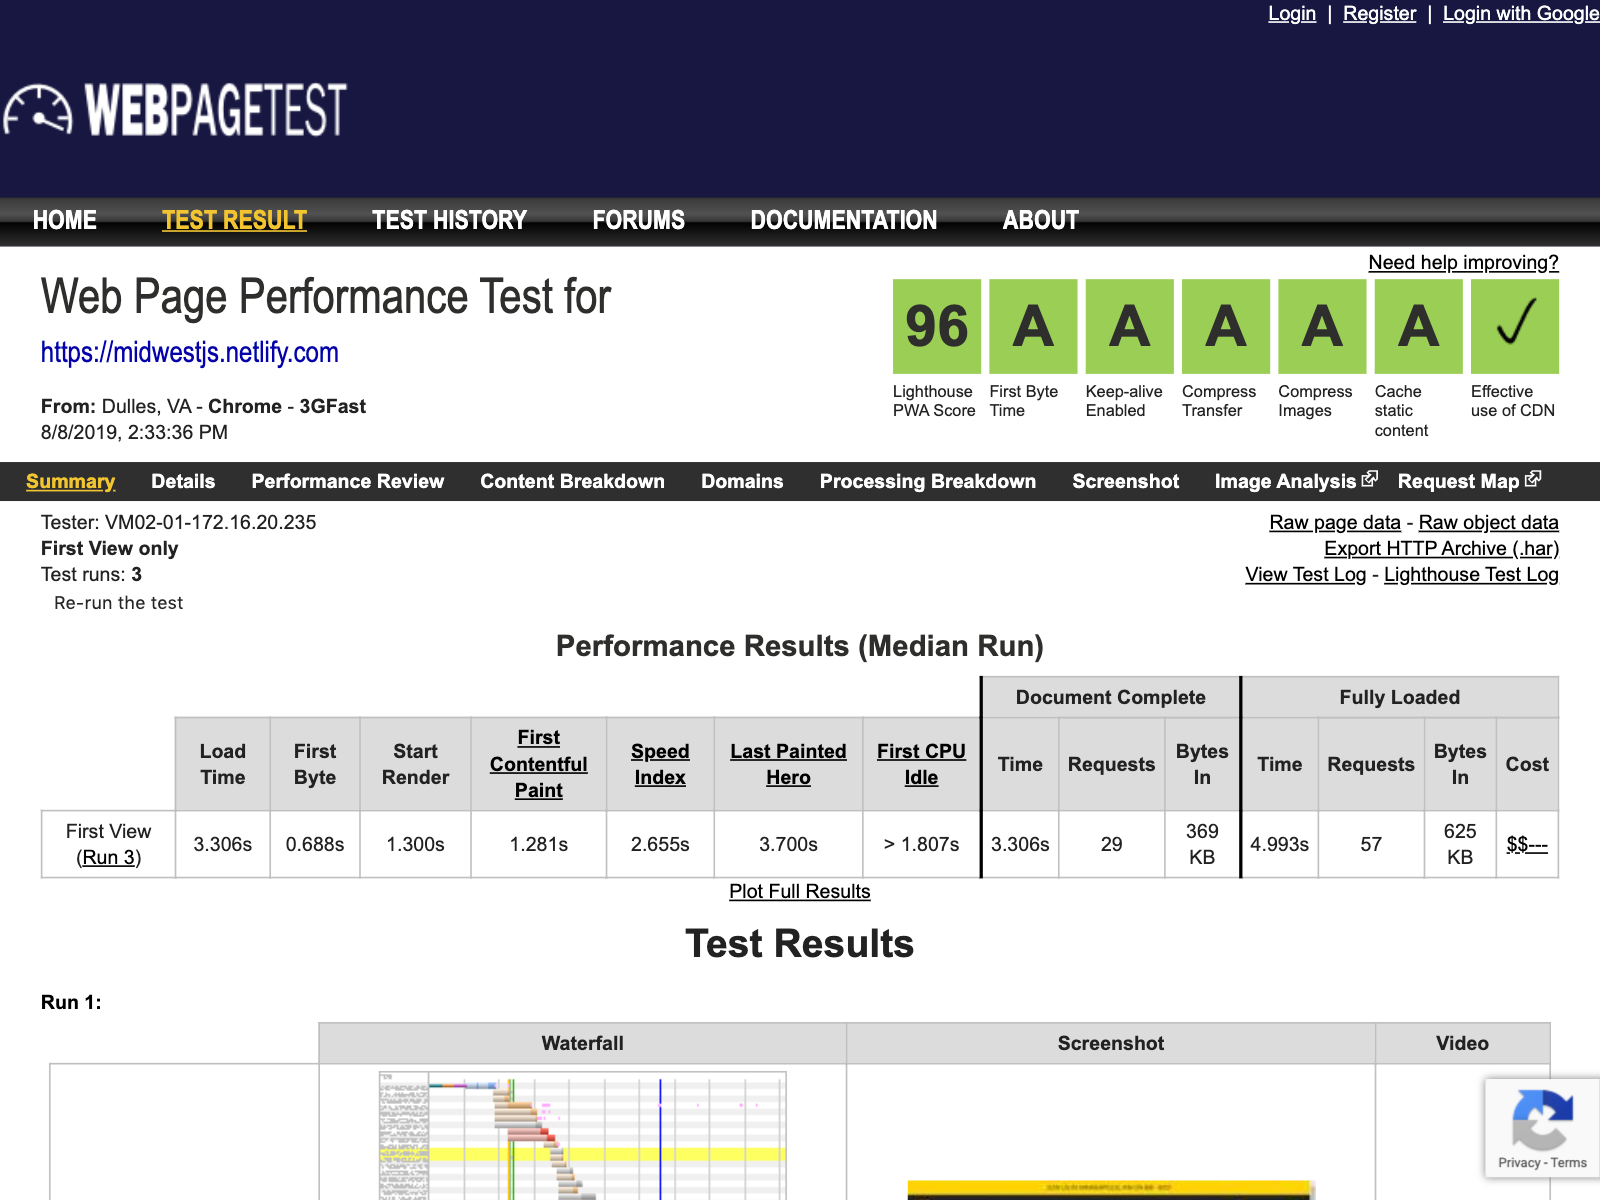 Login | Register | Login with Google
WEBPAGETEST
HOME TEST RESULT TEST HISTORY FORUMS DOCUMENTATION ABOUT
Need help improving?
Web Page Performance Test for
https://midwestjs.netlify.com
From: Dulles, VA - Chrome - 3GFast
8/8/2019, 2:33:36 PM
96 A A A A A ✓
Lighthouse PWA Score
First Byte Time
Keep-alive Enabled
Compress Transfer
Compress Images
Cache static content
Effective use of CDN
Summary Details Performance Review Content Breakdown Domains Processing Breakdown Screenshot Image Analysis Request Map
Tester: VM02-01-172.16.20.235
First View only
Test runs: 3
Re-run the test
Raw page data - Raw object data
Export HTTP Archive (.har)
View Test Log - Lighthouse Test Log
Performance Results (Median Run)
Document Complete Fully Loaded
Load Time First Byte Start Render First Contentful Paint Speed Index Last Painted Hero First CPU Idle Time Requests Bytes In Time Requests Bytes In Cost
First View (Run 3) 3.306s 0.688s 1.300s 1.281s 2.655s 3.700s > 1.807s 3.306s 29 369 KB 4.993s 57 625 KB $$---
Plot Full Results
Test Results
Run 1:
Waterfall Screenshot Video
Privacy - Terms